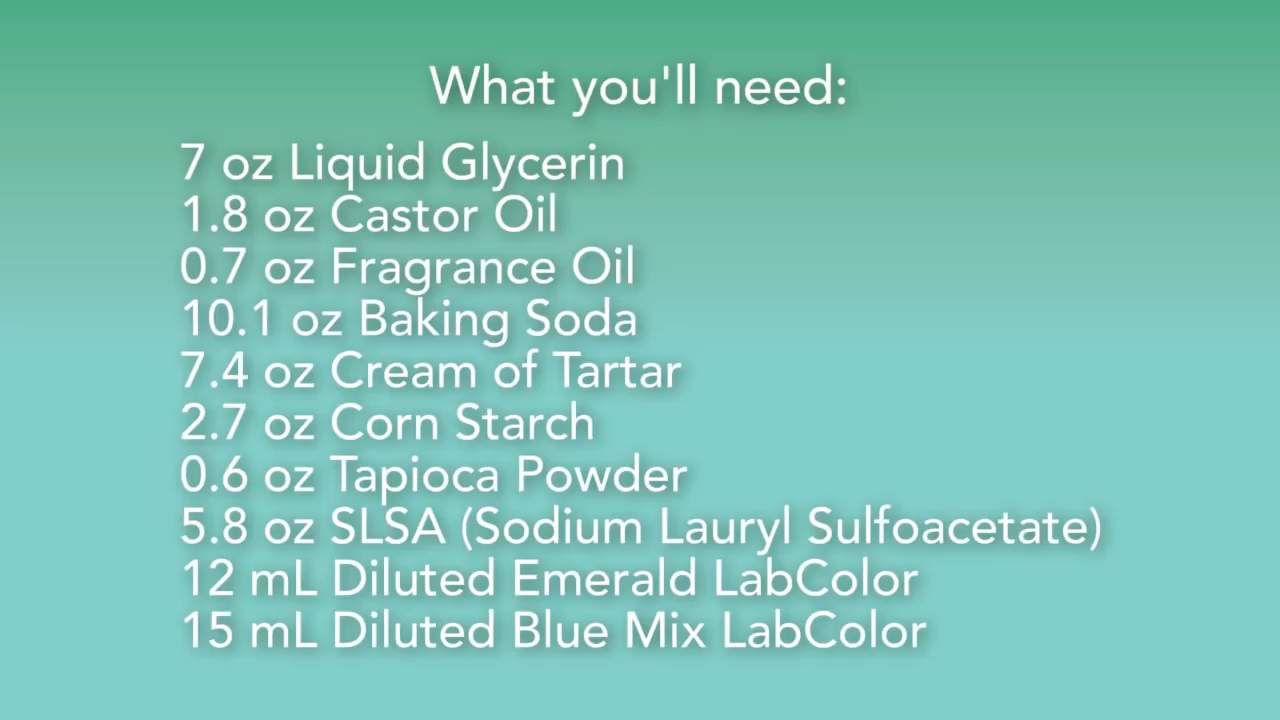 What you'll need:
7 oz Liquid Glycerin
1.8 oz Castor Oil
0.7 oz Fragrance Oil
10.1 oz Baking Soda
7.4 oz Cream of Tartar
2.7 oz Corn Starch
0.6 oz Tapioca Powder
5.8 oz SLSA (Sodium Lauryl Sulfoacetate)
12 mL Diluted Emerald LabColor
15 mL Diluted Blue Mix LabColor